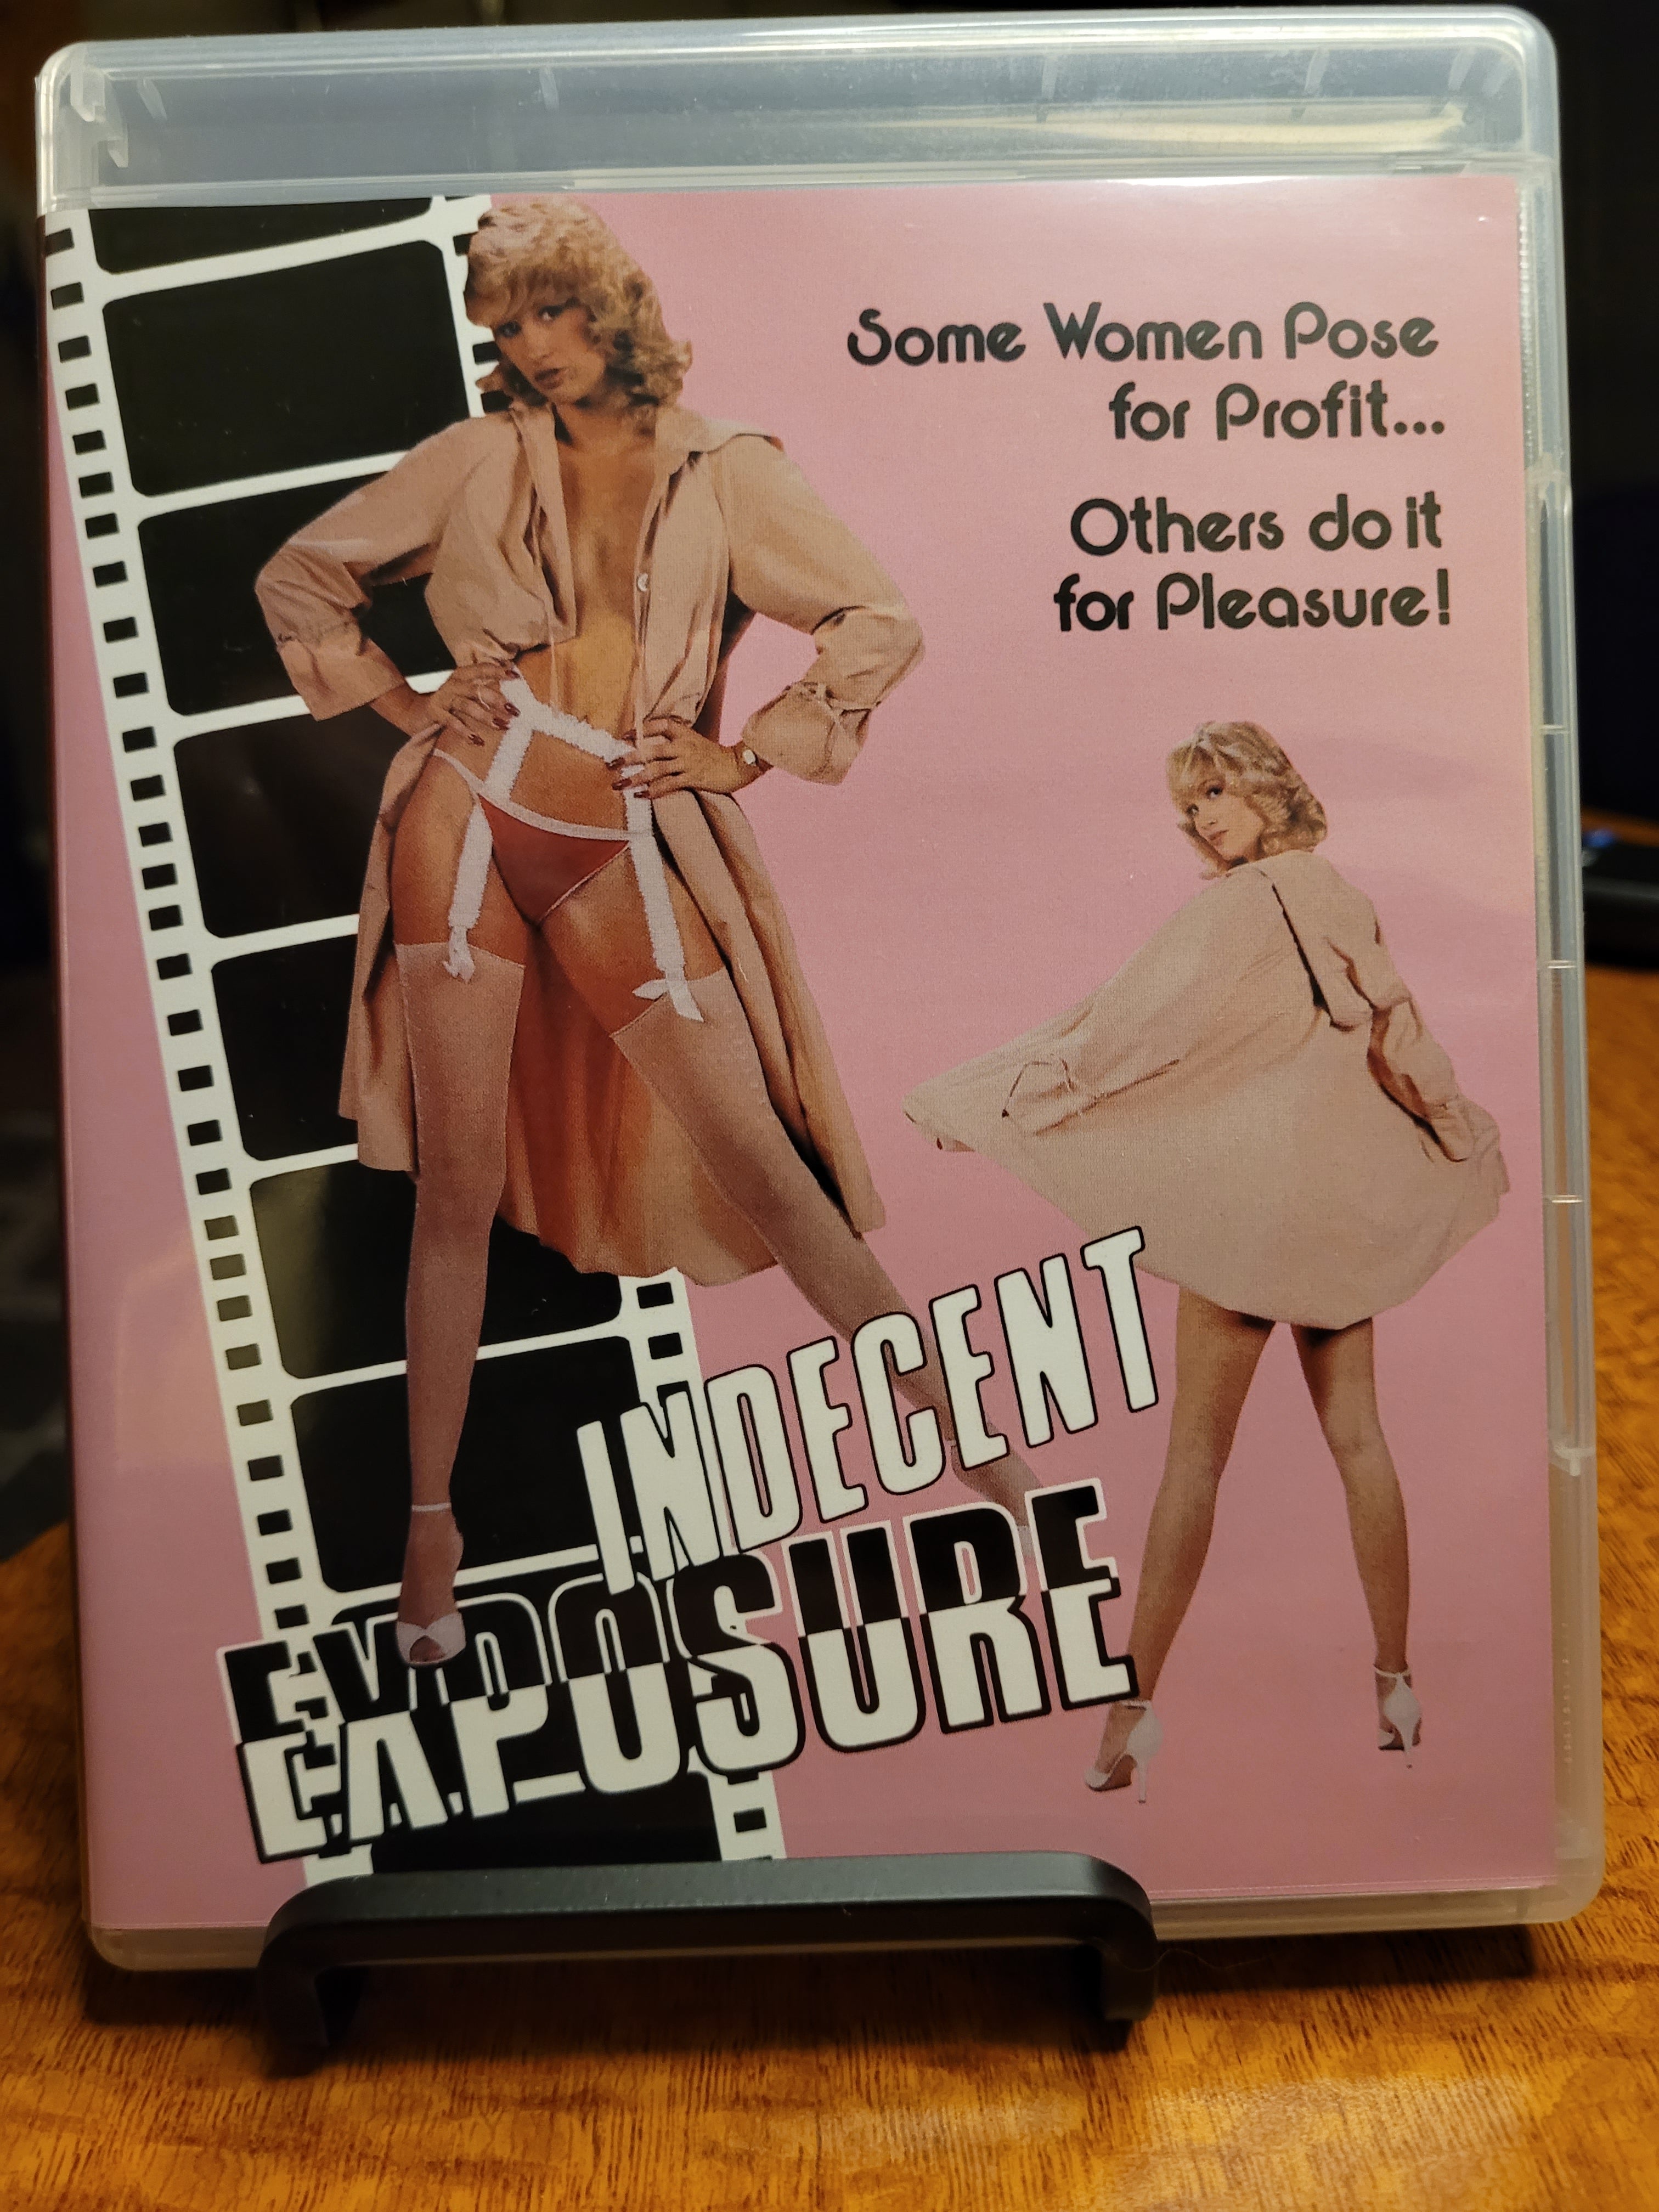 Some Women Pose
for Profit...
Others do it
for Pleasure!
INDECENT
EXPOSURE